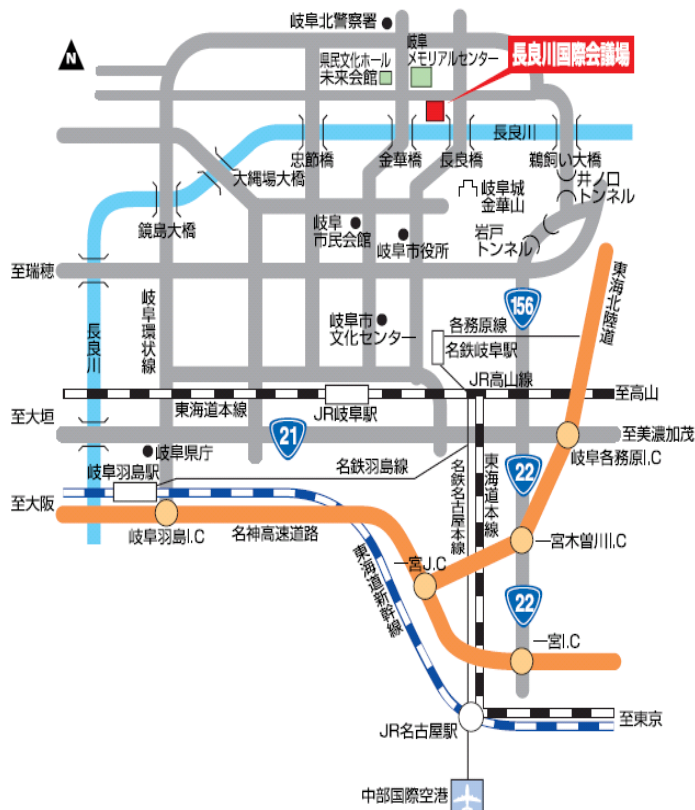 岐阜北警察署
N
県民文化ホール
未来会館
岐阜
メモリアルセンター
長良川国際会議場
長良川
忠節橋
金華橋
長良橋
鵜飼い大橋
大縄場大橋
岐阜城
金華山
井ノ口
トンネル
鏡島大橋
岐阜
市民会館
岐阜市役所
岩戸
トンネル
至瑞穂
東海北陸道
156
長良川
岐阜環状線
岐阜市
文化センター
各務原線
名鉄岐阜駅
JR高山線
至高山
東海道本線
JR岐阜駅
至大垣
21
至美濃加茂
岐阜県庁
岐阜各務原I.C
岐阜羽島駅
名鉄羽島線
名鉄名古屋本線
東海道本線
22
至大阪
岐阜羽島I.C
名神高速道路
東海道新幹線
一宮J.C
一宮木曽川I.C
22
一宮I.C
JR名古屋駅
至東京
中部国際空港